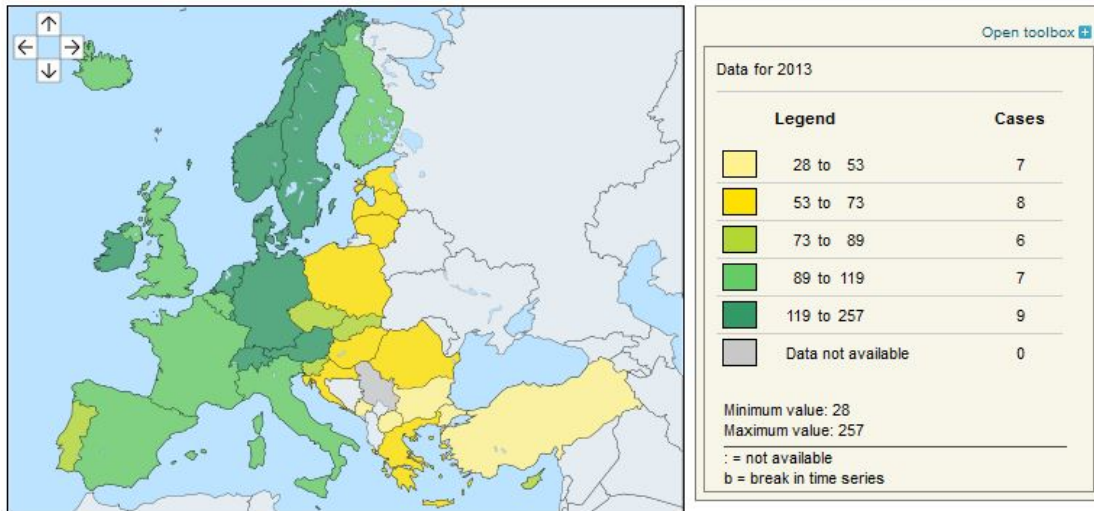 Open toolbox
Data for 2013
Legend Cases
28 to 53 7
53 to 73 8
73 to 89 6
89 to 119 7
119 to 257 9
Data not available 0
Minimum value: 28
Maximum value: 257
: = not available
b = break in time series